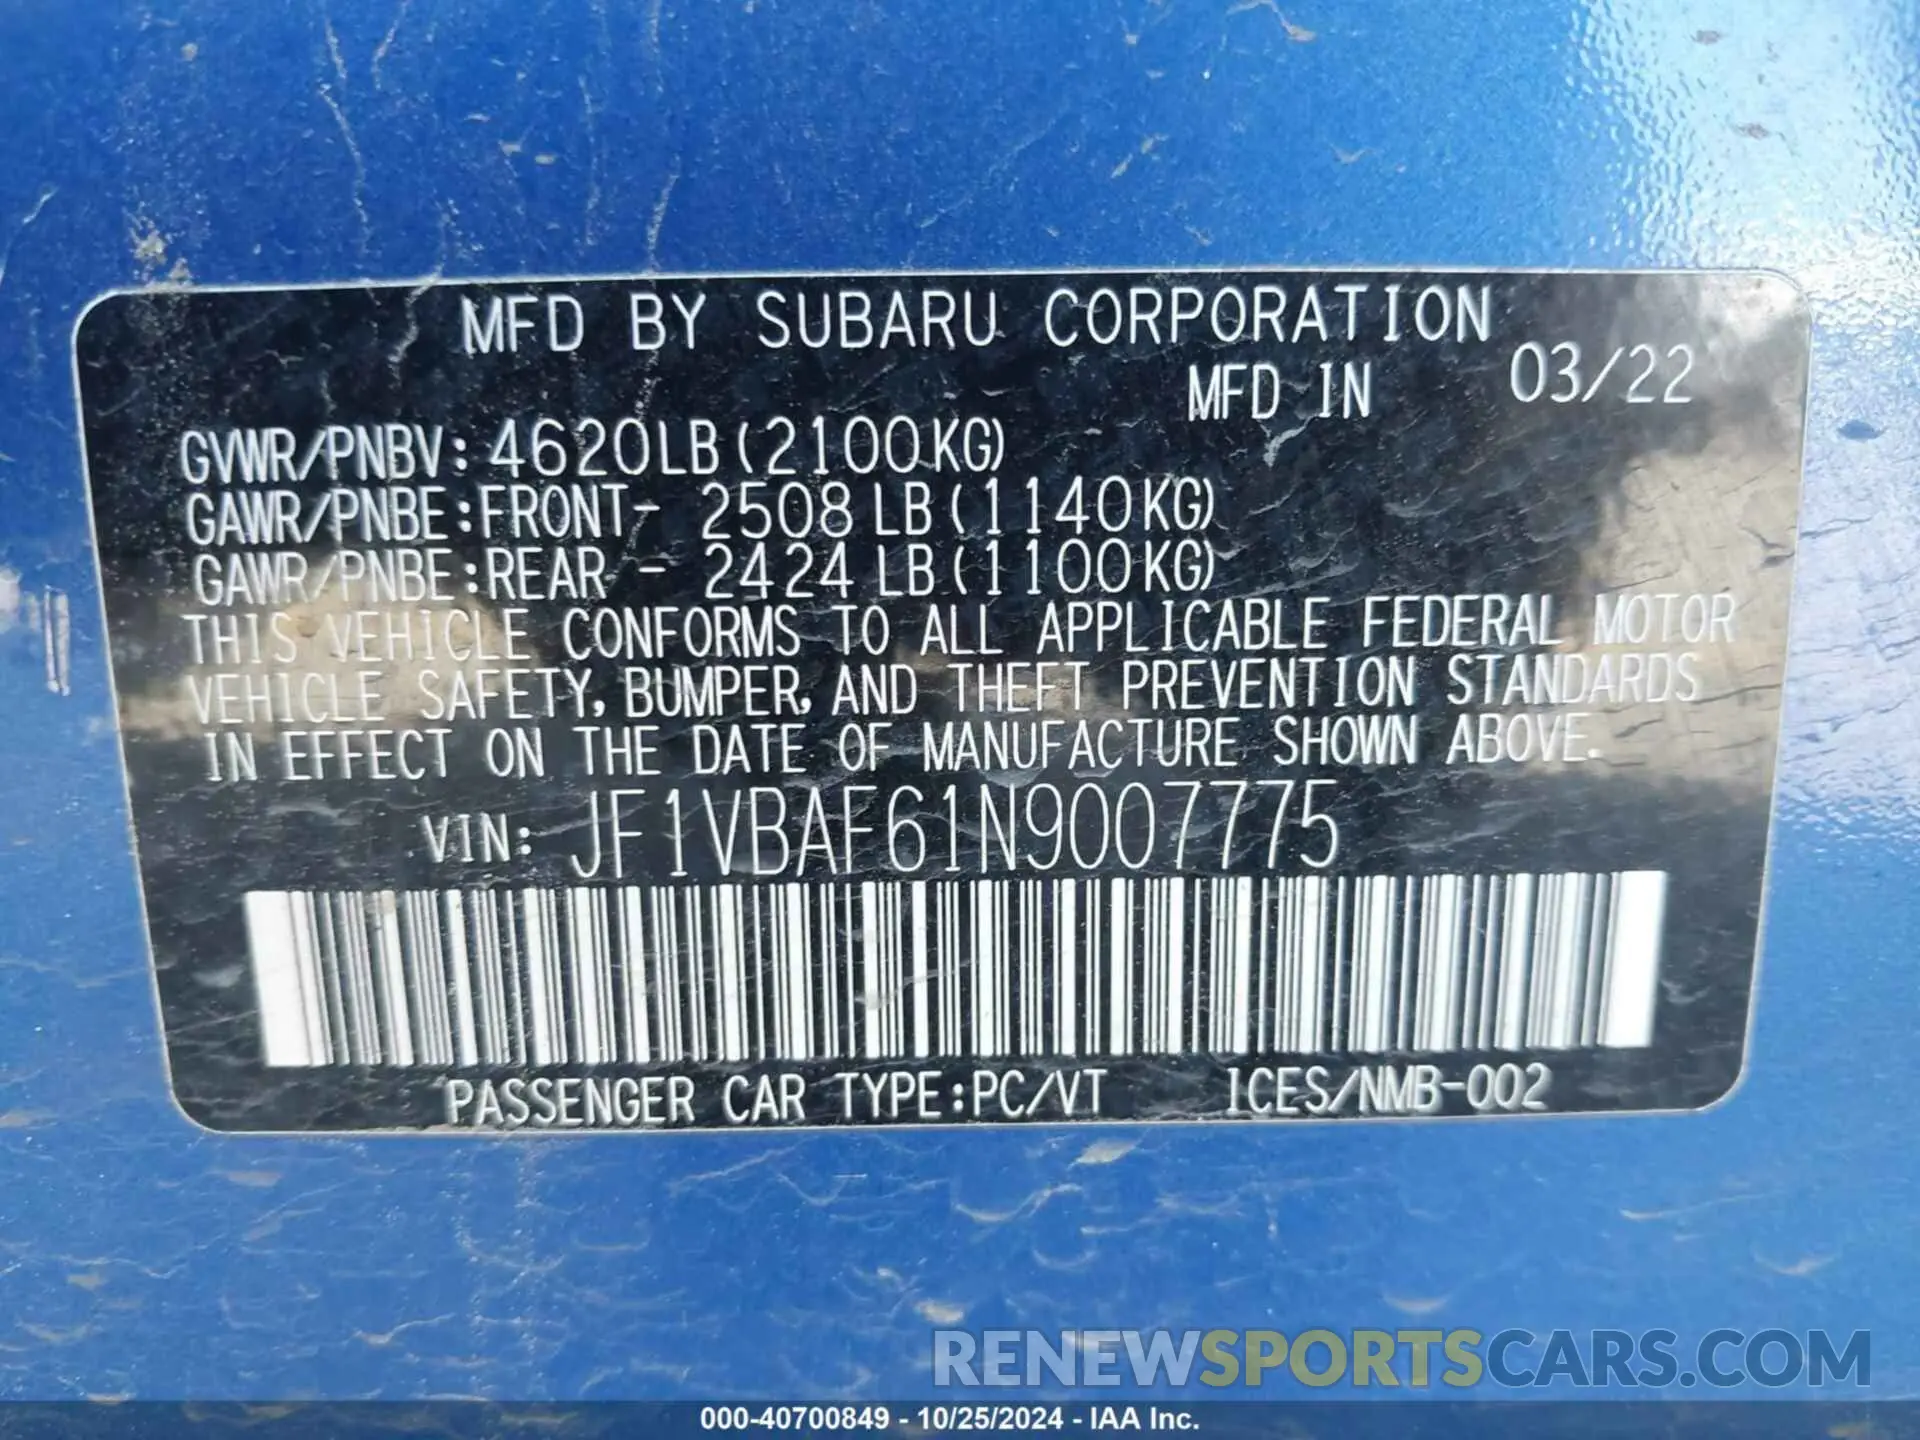 MFD BY SUBARU CORPORATION
MFD IN 03/22
GVWR/PNBV: 4620LB (2100KG)
GAWR/PNBE:FRONT- 2508 LB (1140KG)
GAWR/PNBE:REAR - 2424 LB (1100KG)
THIS VEHICLE CONFORMS TO ALL APPLICABLE FEDERAL MOTOR
VEHICLE SAFETY, BUMPER, AND THEFT PREVENTION STANDARDS
IN EFFECT ON THE DATE OF MANUFACTURE SHOWN ABOVE.
VIN: JF1VBAF61N9007775
PASSENGER CAR TYPE:PC/VT ICES/NMB-002
RENEWSPORTSCARS.COM
000-40700849 - 10/25/2024 - IAA Inc.